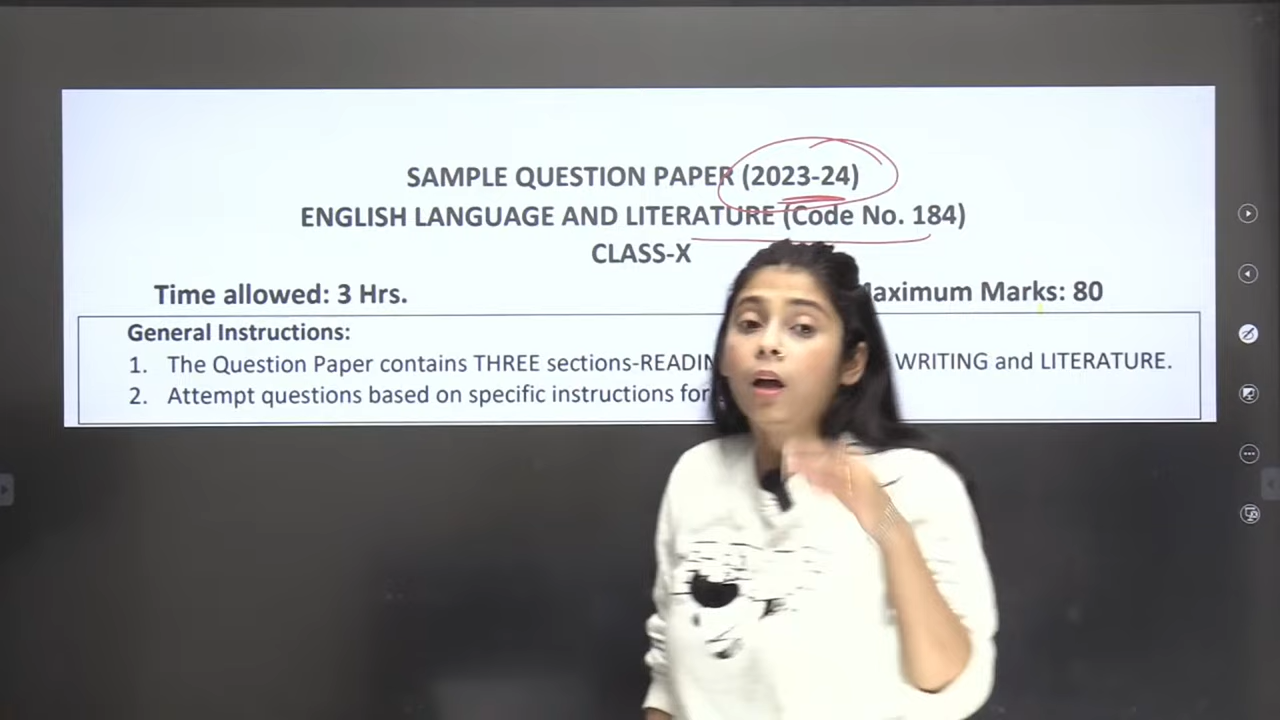 SAMPLE QUESTION PAPER (2023-24)
ENGLISH LANGUAGE AND LITERATURE (Code No. 184)
CLASS-X
Time allowed: 3 Hrs. Maximum Marks: 80
General Instructions:
1. The Question Paper contains THREE sections-READING WRITING and LITERATURE.
2. Attempt questions based on specific instructions for